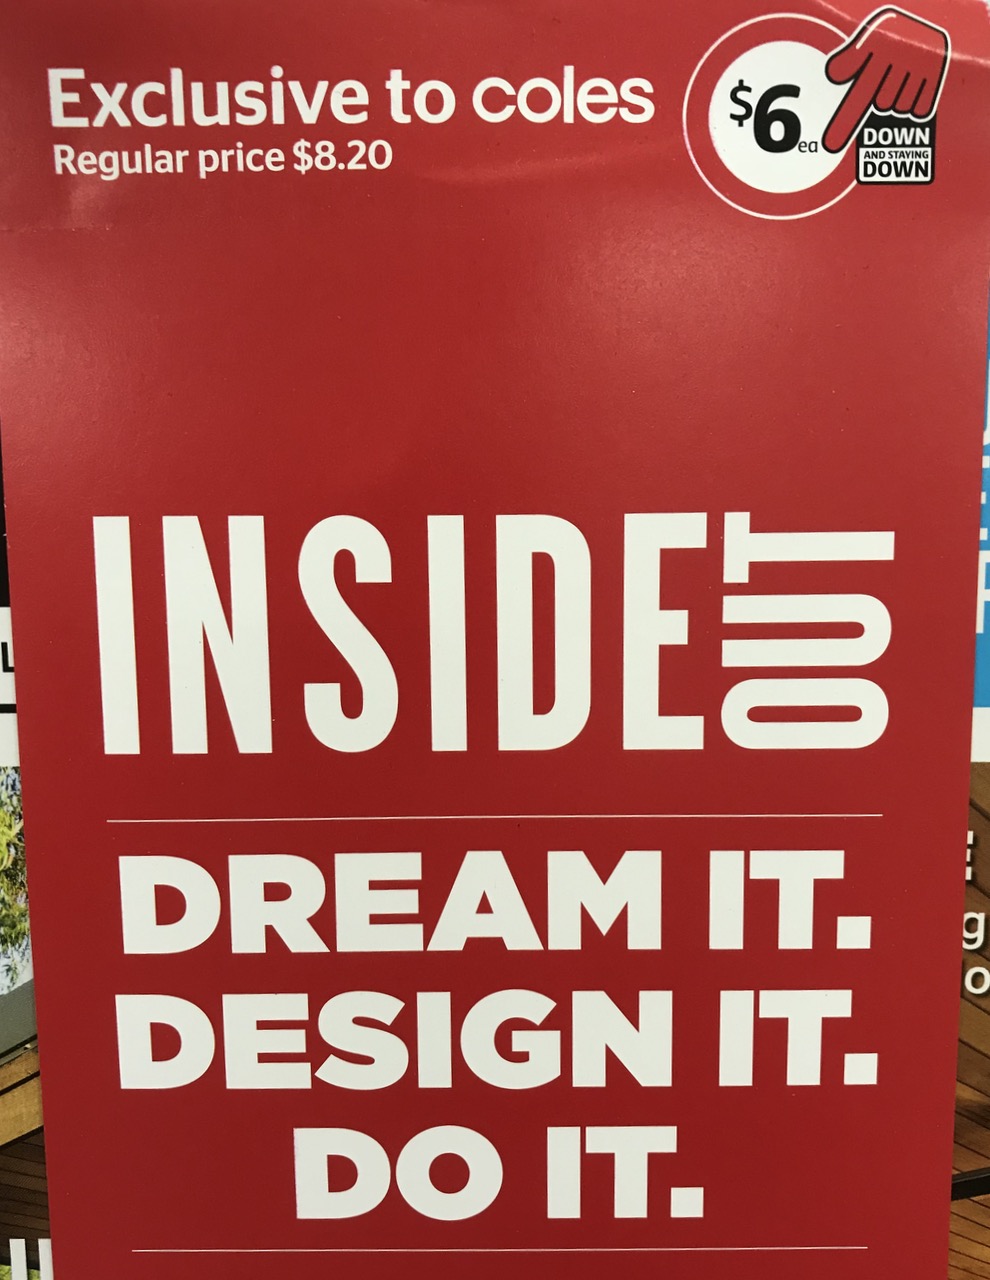 Exclusive to coles
Regular price $8.20
$6ea
DOWN
AND STAYING
DOWN
INSIDE OUT
DREAM IT.
DESIGN IT.
DO IT.